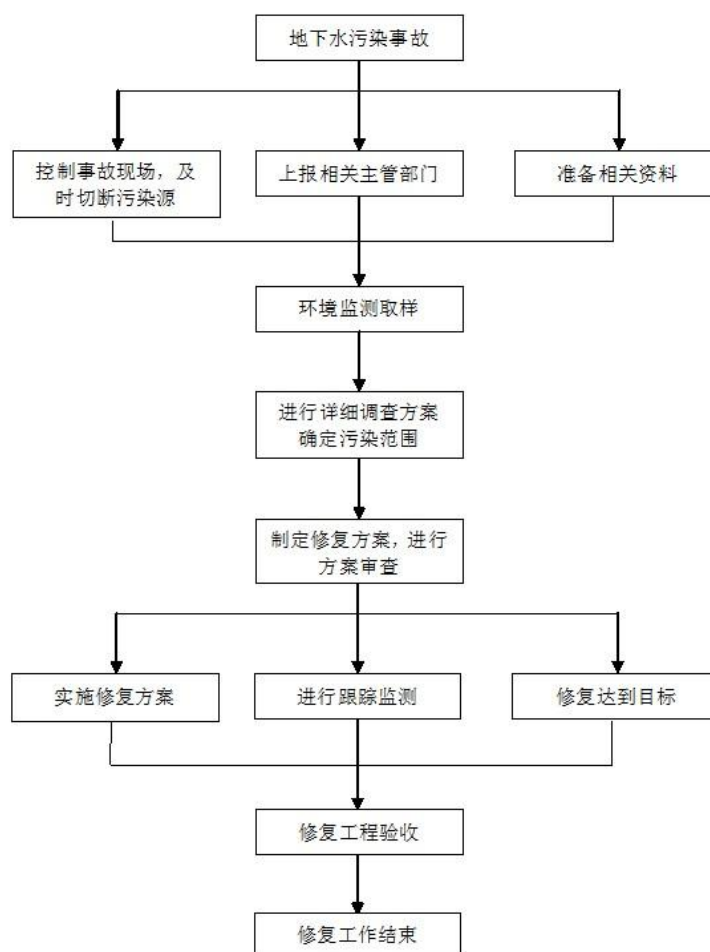 地下水污染事故
控制事故现场，及
时切断污染源
上报相关主管部门
准备相关资料
环境监测取样
进行详细调查方案
确定污染范围
制定修复方案，进行
方案审查
实施修复方案
进行跟踪监测
修复达到目标
修复工程验收
修复工作结束